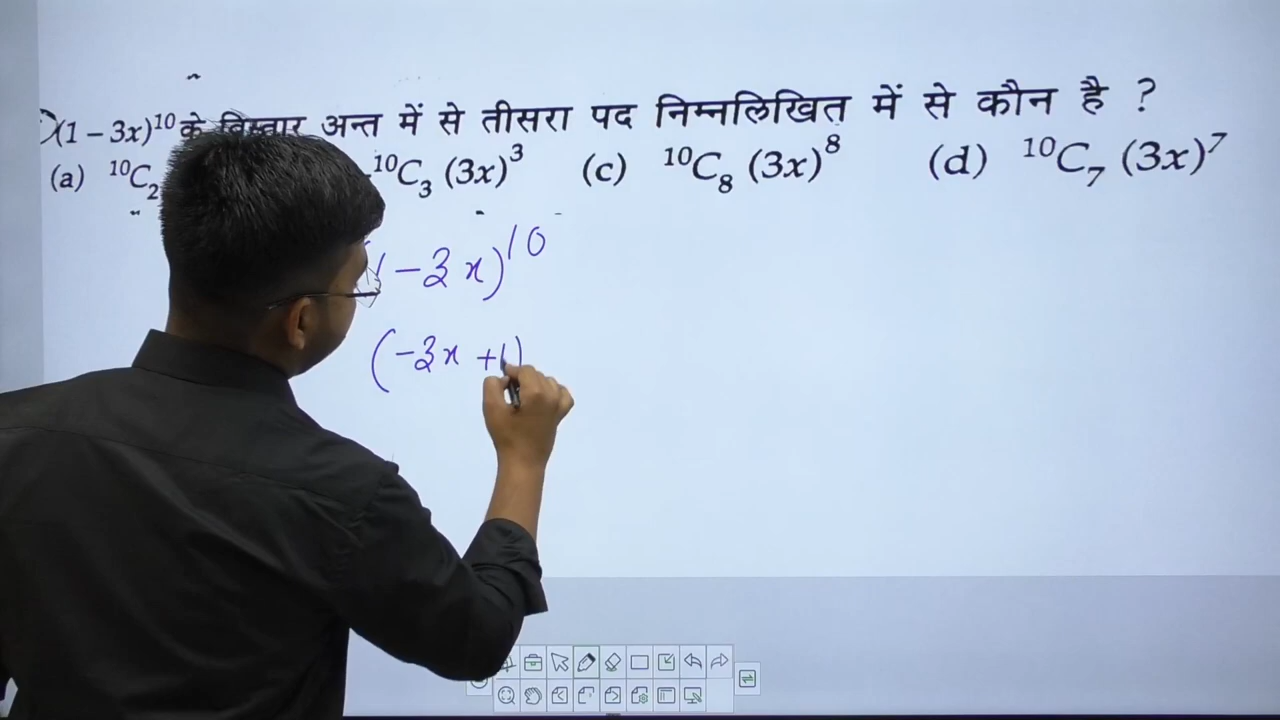 (1 – 3x)¹⁰ के विस्तार अन्त में से तीसरा पद निम्नलिखित में से कौन है ?
(a) ¹⁰C₂ ¹⁰C₃ (3x)³ (c) ¹⁰C₈ (3x)⁸ (d) ¹⁰C₇ (3x)⁷
– 3x)¹⁰
(–3x + 1)